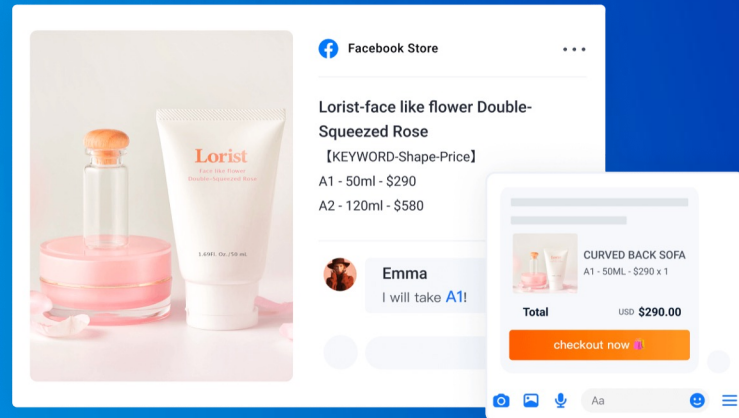 Facebook Store
Lorist
Face like flower
Double-Squeezed Rose
1.69fl. Oz./50 ml
Lorist-face like flower Double-
Squeezed Rose
【KEYWORD-Shape-Price】
A1 - 50ml - $290
A2 - 120ml - $580
Emma
I will take A1!
CURVED BACK SOFA
A1 - 50ML - $290 x 1
Total USD $290.00
checkout now
Aa